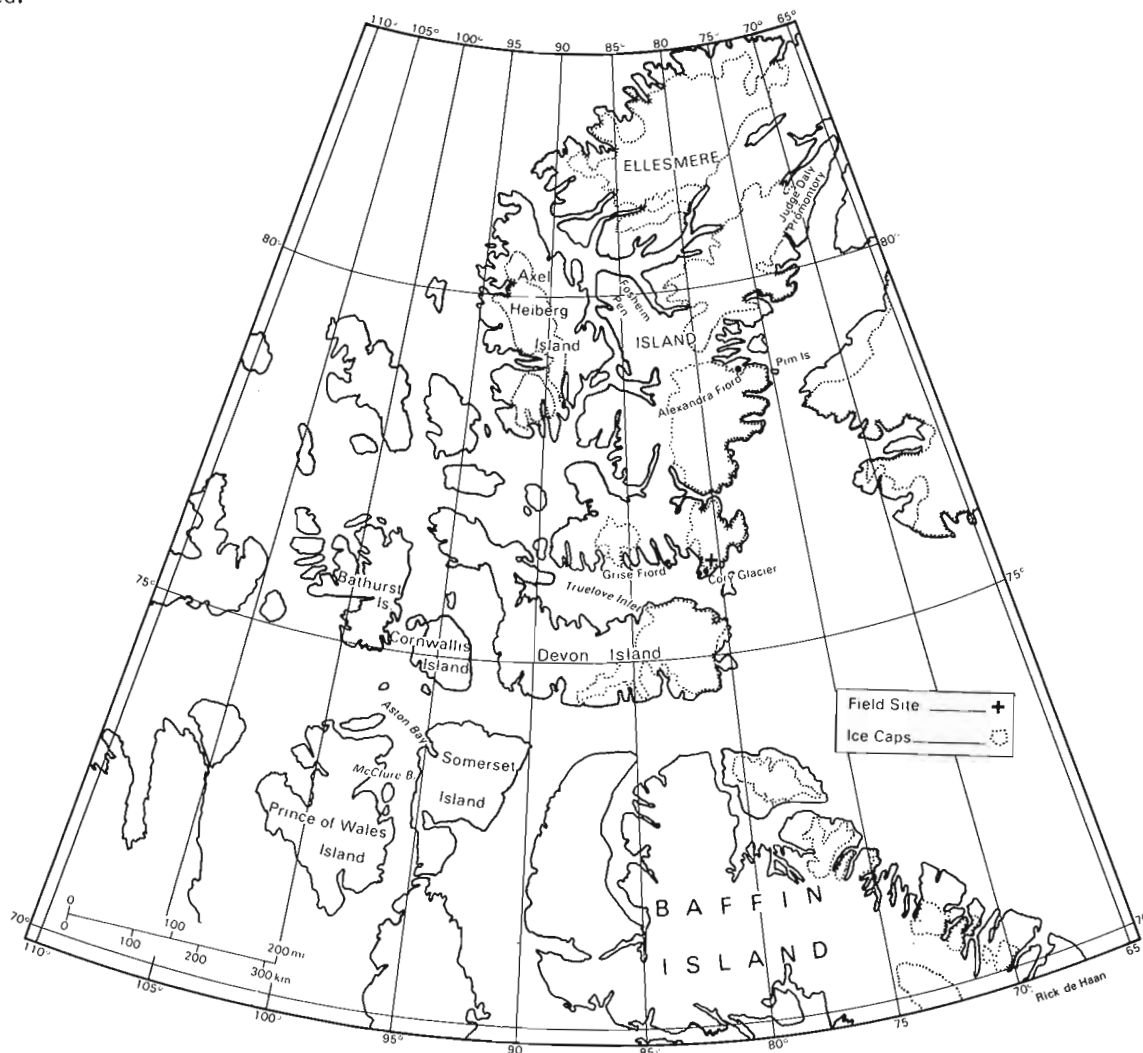 ed.
110° 105° 100° 95 90 85° 80 75° 70° 65°
ELLESMERE
Judge Daly
Promontory
80° 80°
Axel
Heiberg
Island
Fosheim
Pen
ISLAND
Pim Is
Alexandra Fiord
75° 75°
Grise Fiord
Cory Glacier
Truelove Inlet
Bathurst
Is.
Cornwallis
Island
Devon Island
Field Site +
Ice Caps
Aston Bay
Somerset
Island
McClure B.
Prince of Wales
Island
BAFFIN
ISLAND
0 100 200 mi
0 100 200 300 km
70° 70
110° 105° 100° 95° 90 85° 80° 75 70° 65
Rick de Haan